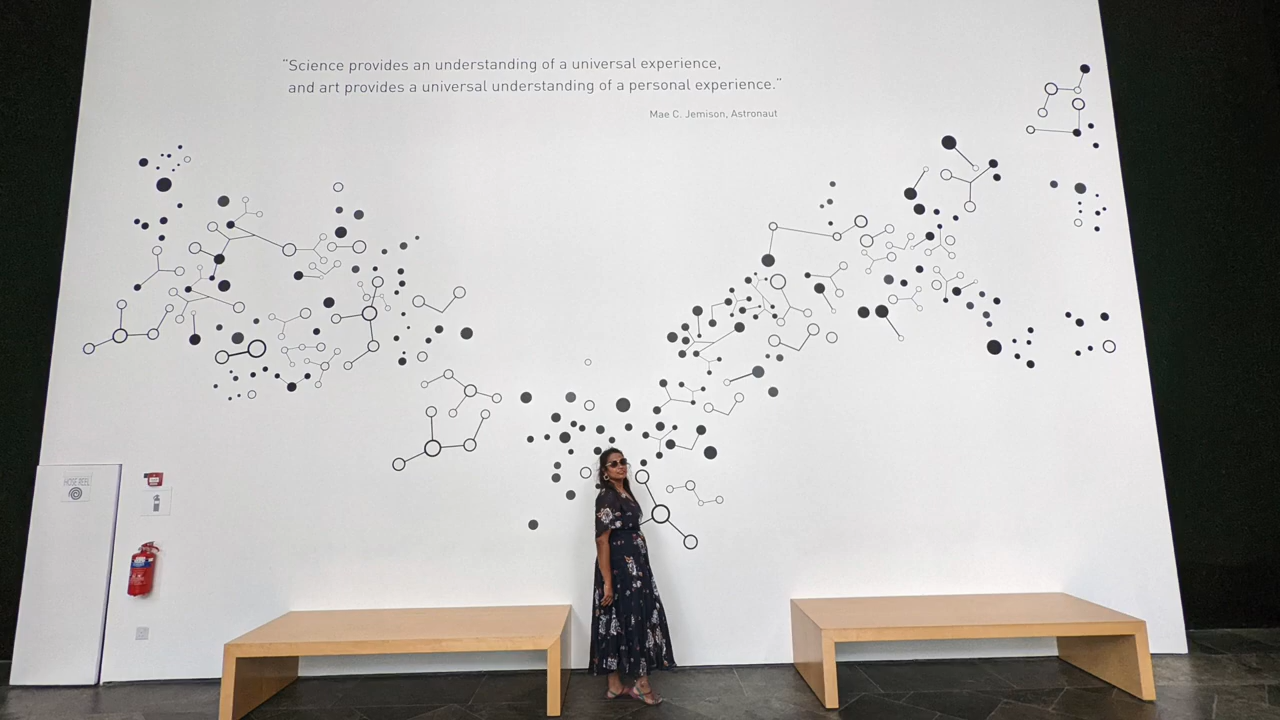 “Science provides an understanding of a universal experience,
and art provides a universal understanding of a personal experience.”
Mae C. Jemison, Astronaut
HOSE REEL